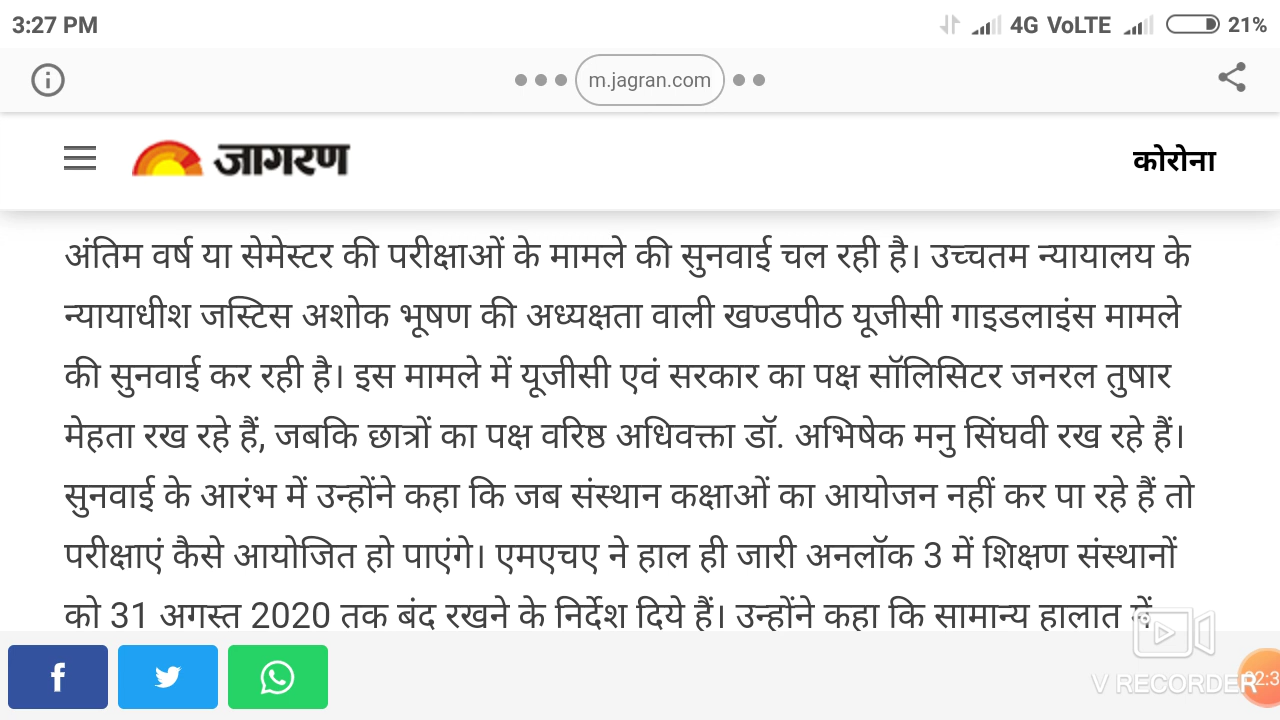 3:27 PM
4G VoLTE 21%
m.jagran.com
जागरण
कोरोना
अंतिम वर्ष या सेमेस्टर की परीक्षाओं के मामले की सुनवाई चल रही है। उच्चतम न्यायालय के
न्यायाधीश जस्टिस अशोक भूषण की अध्यक्षता वाली खण्डपीठ यूजीसी गाइडलाइंस मामले
की सुनवाई कर रही है। इस मामले में यूजीसी एवं सरकार का पक्ष सॉलिसिटर जनरल तुषार
मेहता रख रहे हैं, जबकि छात्रों का पक्ष वरिष्ठ अधिवक्ता डॉ. अभिषेक मनु सिंघवी रख रहे हैं।
सुनवाई के आरंभ में उन्होंने कहा कि जब संस्थान कक्षाओं का आयोजन नहीं कर पा रहे हैं तो
परीक्षाएं कैसे आयोजित हो पाएंगे। एमएचए ने हाल ही जारी अनलॉक 3 में शिक्षण संस्थानों
को 31 अगस्त 2020 तक बंद रखने के निर्देश दिये हैं। उन्होंने कहा कि सामान्य हालात में
V RECORDER
02:3